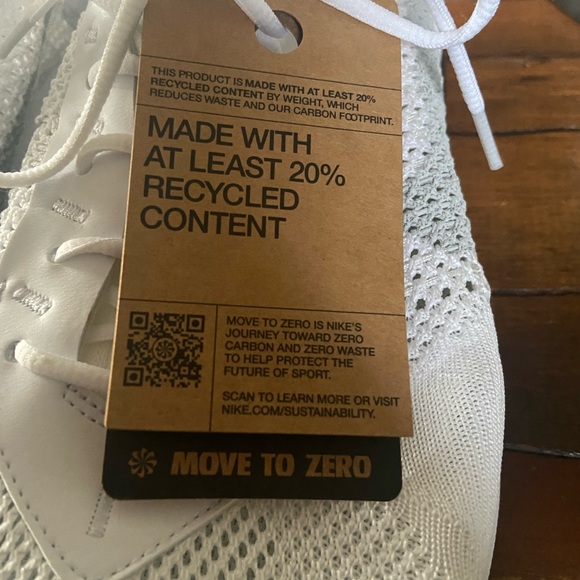 THIS PRODUCT IS MADE WITH AT LEAST 20%
RECYCLED CONTENT BY WEIGHT, WHICH
REDUCES WASTE AND OUR CARBON FOOTPRINT.
MADE WITH
AT LEAST 20%
RECYCLED
CONTENT
MOVE TO ZERO IS NIKE'S
JOURNEY TOWARD ZERO
CARBON AND ZERO WASTE
TO HELP PROTECT THE
FUTURE OF SPORT.
SCAN TO LEARN MORE OR VISIT
NIKE.COM/SUSTAINABILITY.
MOVE TO ZERO